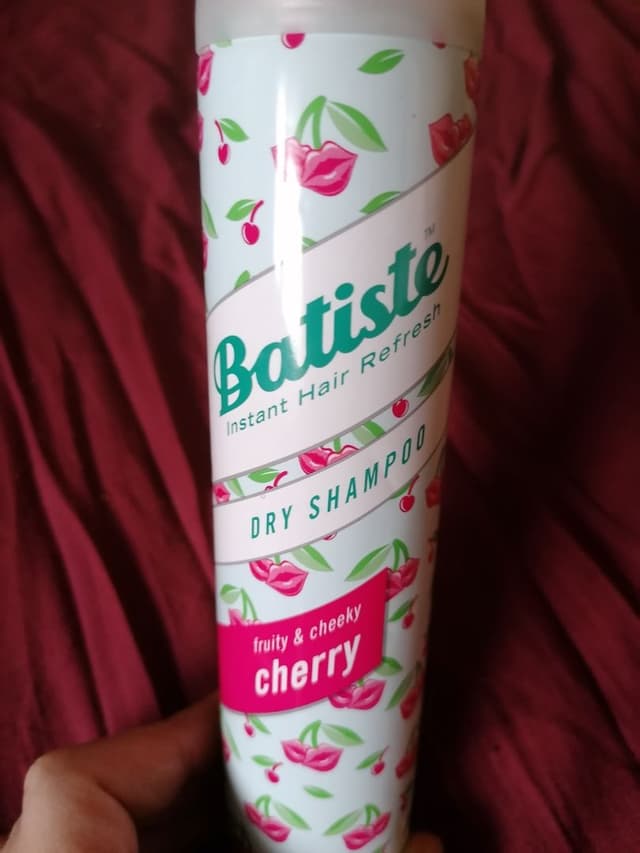 Batiste™
Instant Hair Refresh
DRY SHAMPOO
fruity & cheeky
cherry